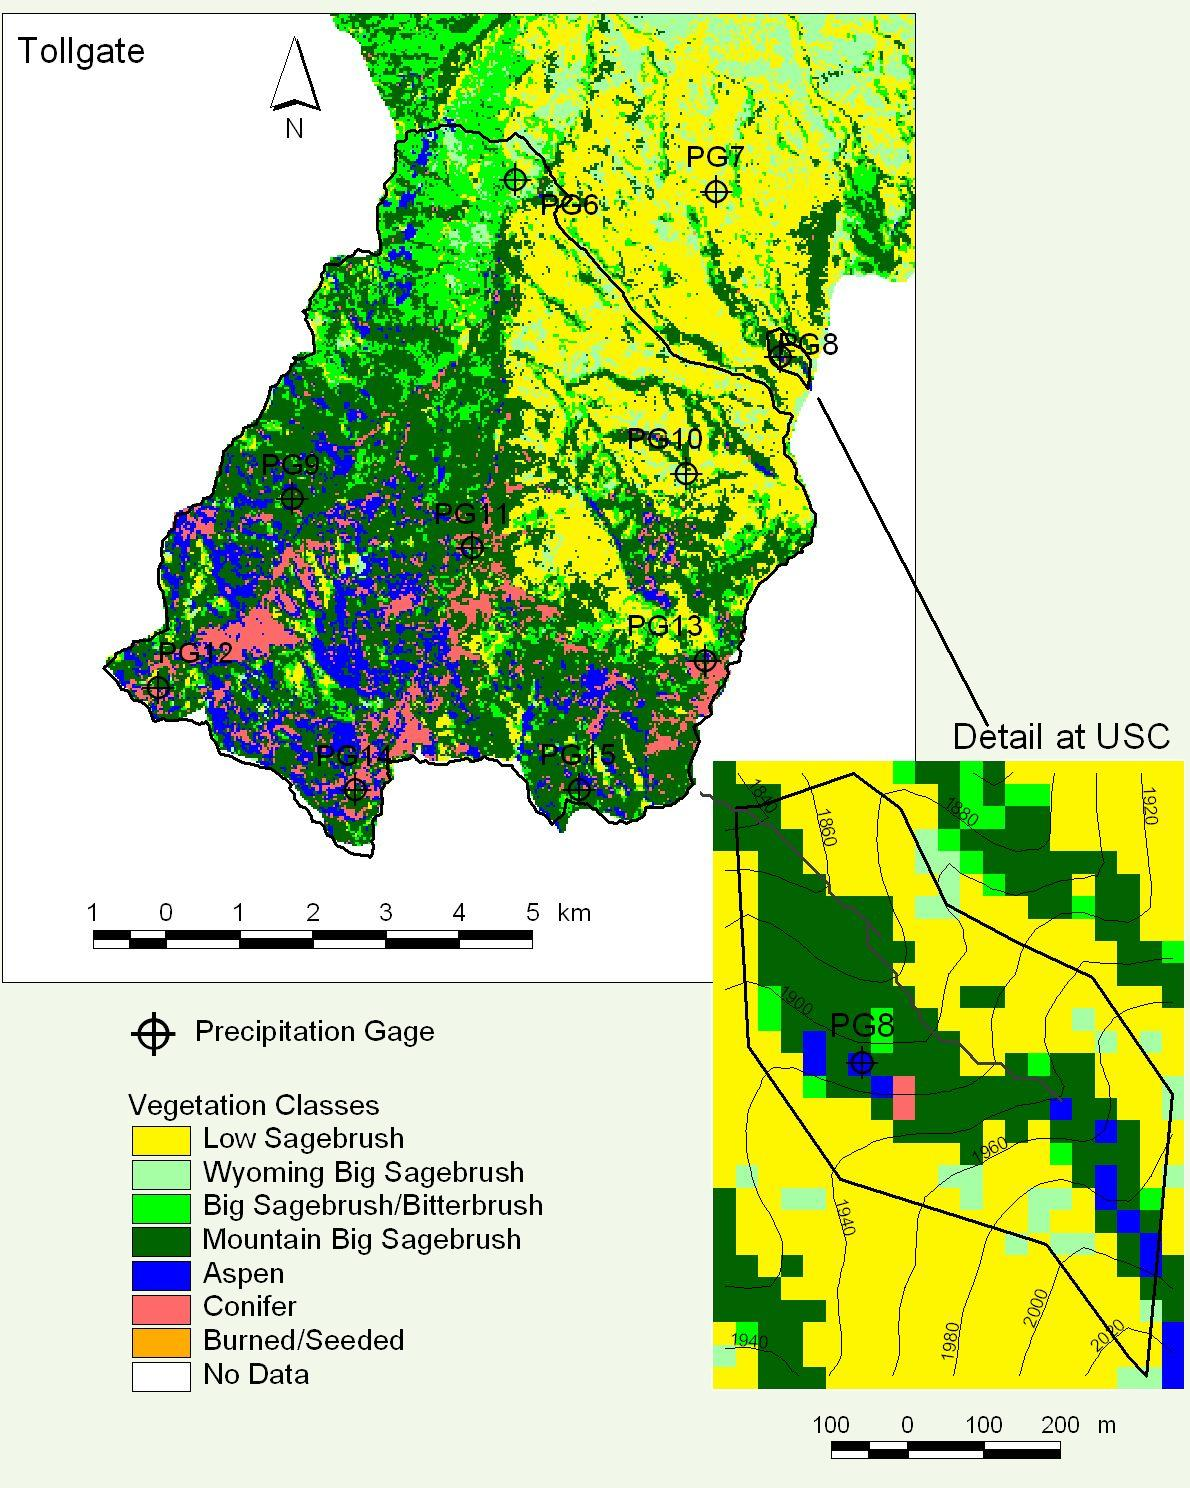 Tollgate
N
PG7
PG6
PG8
PG10
PG9
PG11
PG13
PG12
PG14
PG15
Detail at USC
1 0 1 2 3 4 5 km
Precipitation Gage
Vegetation Classes
Low Sagebrush
Wyoming Big Sagebrush
Big Sagebrush/Bitterbrush
Mountain Big Sagebrush
Aspen
Conifer
Burned/Seeded
No Data
1840
1860
1880
1920
1900
PG8
1960
1940
2000
1980
2020
1940
100 0 100 200 m